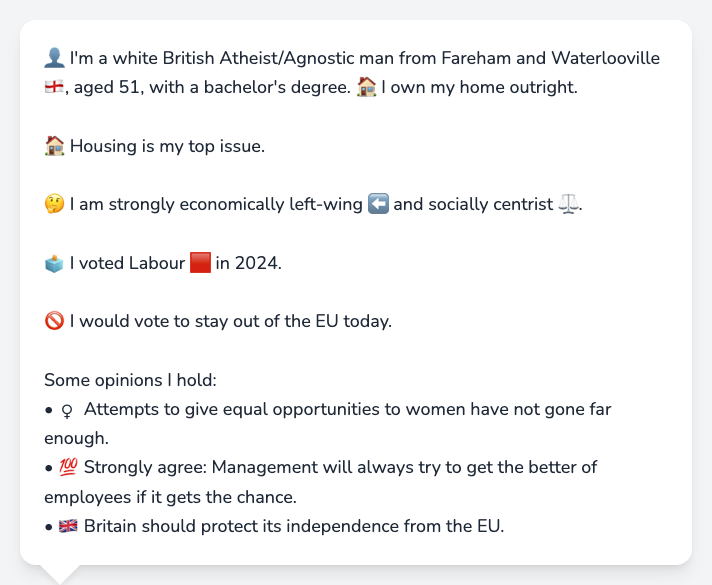 👤 I'm a white British Atheist/Agnostic man from Fareham and Waterlooville
🏴󠁧󠁢󠁥󠁮󠁧󠁿, aged 51, with a bachelor's degree. 🏠 I own my home outright.
🏠 Housing is my top issue.
🤔 I am strongly economically left-wing ⬅️ and socially centrist ⚖️.
🗳️ I voted Labour 🟥 in 2024.
🚫 I would vote to stay out of the EU today.
Some opinions I hold:
• ♀ Attempts to give equal opportunities to women have not gone far
enough.
• 💯 Strongly agree: Management will always try to get the better of
employees if it gets the chance.
• 🇬🇧 Britain should protect its independence from the EU.